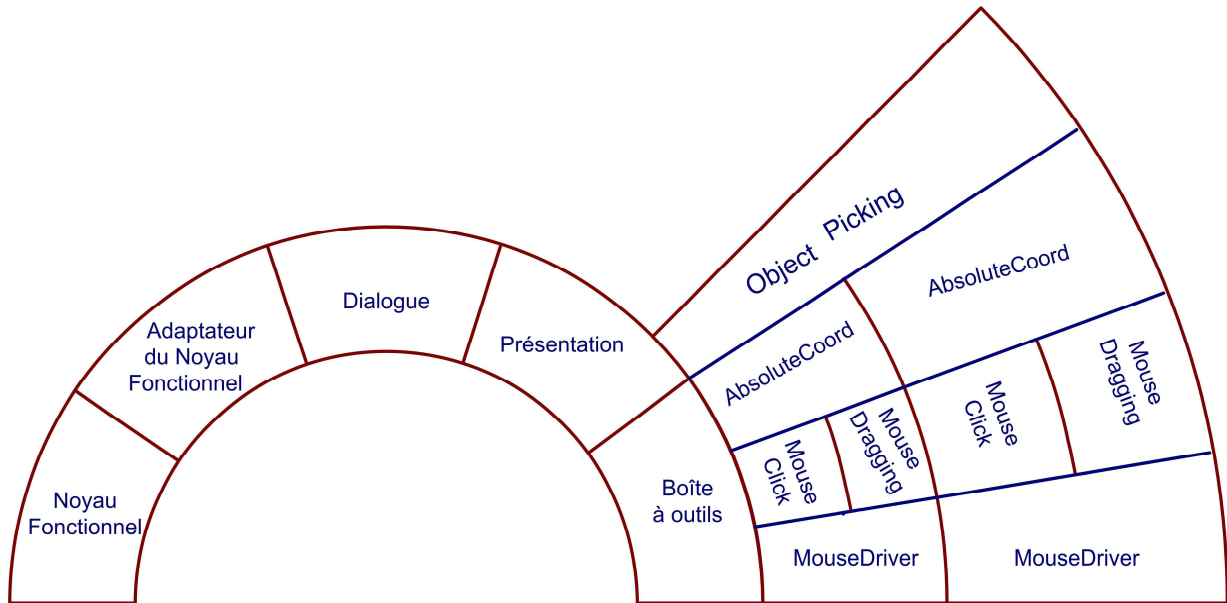 Noyau
Fonctionnel
Adaptateur
du Noyau
Fonctionnel
Dialogue
Présentation
Boîte
à outils
Object Picking
AbsoluteCoord
AbsoluteCoord
Mouse
Click
Mouse
Dragging
Mouse
Click
Mouse
Dragging
MouseDriver
MouseDriver